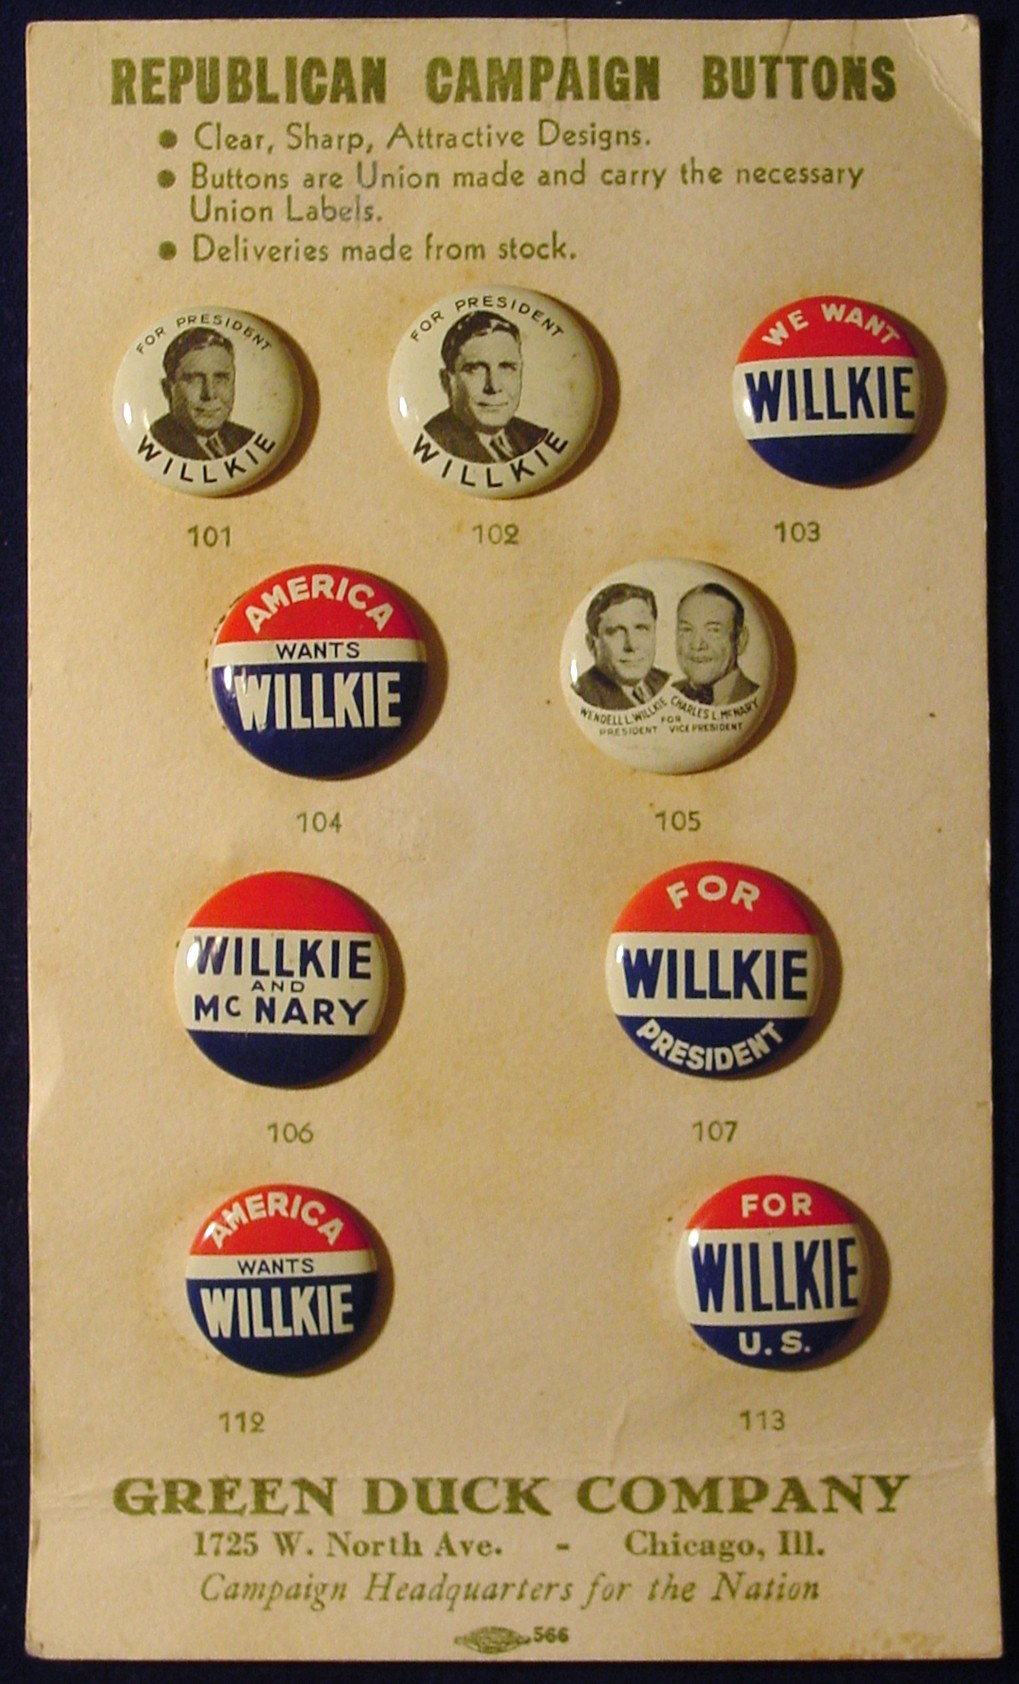 REPUBLICAN CAMPAIGN BUTTONS
● Clear, Sharp, Attractive Designs.
● Buttons are Union made and carry the necessary
Union Labels.
● Deliveries made from stock.
FOR PRESIDENT
WILLKIE
101
FOR PRESIDENT
WILLKIE
102
WE WANT
WILLKIE
103
AMERICA
WANTS
WILLKIE
104
WENDELL L. WILLKIE CHARLES L. McNARY
FOR
PRESIDENT VICE PRESIDENT
105
WILLKIE
AND
Mc NARY
106
FOR
WILLKIE
PRESIDENT
107
AMERICA
WANTS
WILLKIE
112
FOR
WILLKIE
U. S.
113
GREEN DUCK COMPANY
1725 W. North Ave. - Chicago, Ill.
Campaign Headquarters for the Nation
566